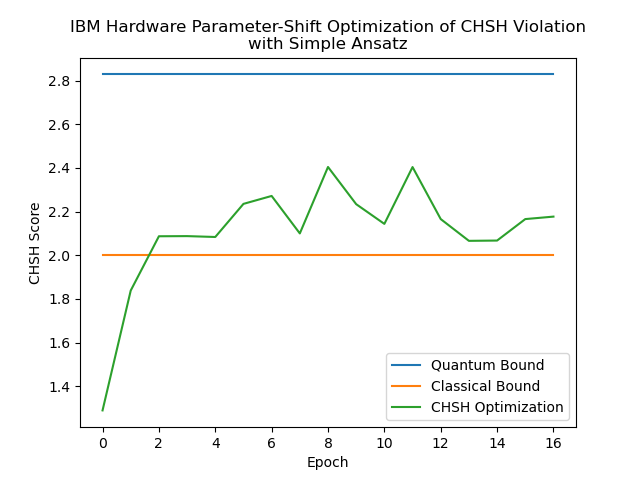 IBM Hardware Parameter-Shift Optimization of CHSH Violation
with Simple Ansatz
2.8
2.6
2.4
2.2
2.0
1.8
1.6
1.4
CHSH Score
Quantum Bound
Classical Bound
CHSH Optimization
0 2 4 6 8 10 12 14 16
Epoch